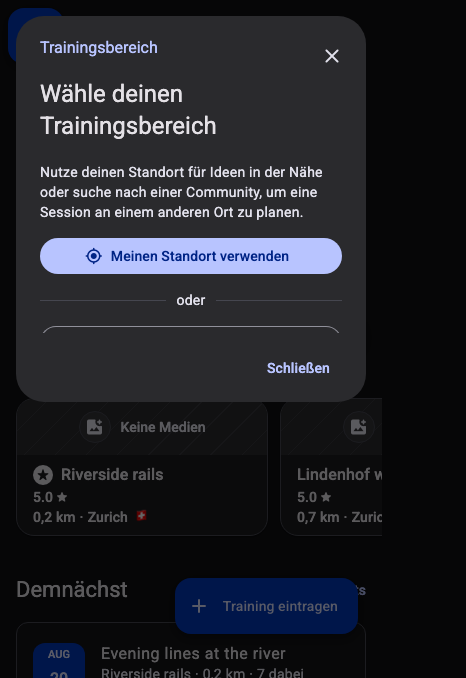 Trainingsbereich
Wähle deinen
Trainingsbereich
Nutze deinen Standort für Ideen in der Nähe
oder suche nach einer Community, um eine
Session an einem anderen Ort zu planen.
Meinen Standort verwenden
oder
Schließen
Keine Medien
Riverside rails
5.0
0,2 km · Zurich
Lindenhof
5.0
0,7 km ·
Demnächst
Training eintragen
AUG
Evening lines at the river
Riverside rails · 0,2 km · 7 dabei